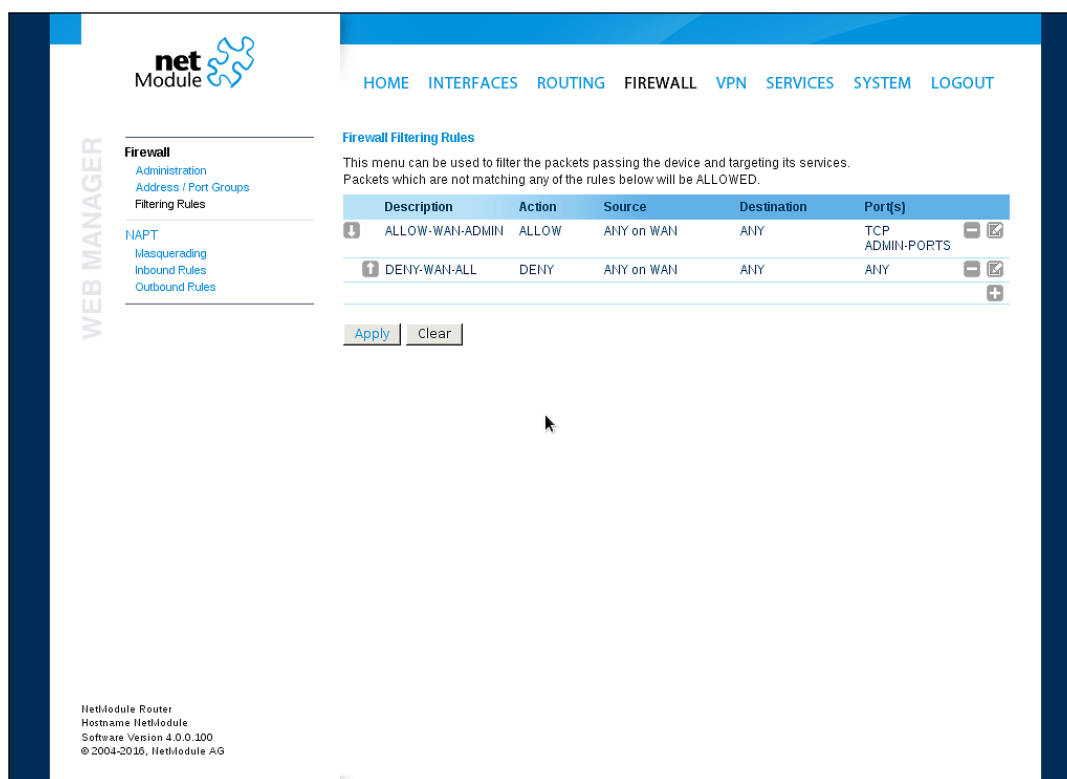 net
Module
HOME INTERFACES ROUTING FIREWALL VPN SERVICES SYSTEM LOGOUT
WEB MANAGER
Firewall
Administration
Address / Port Groups
Filtering Rules
NAPT
Masquerading
Inbound Rules
Outbound Rules
Firewall Filtering Rules
This menu can be used to filter the packets passing the device and targeting its services.
Packets which are not matching any of the rules below will be ALLOWED.
Description Action Source Destination Port(s)
ALLOW-WAN-ADMIN ALLOW ANY on WAN ANY TCP
ADMIN-PORTS
DENY-WAN-ALL DENY ANY on WAN ANY ANY
Apply Clear
NetModule Router
Hostname NetModule
Software Version 4.0.0.100
© 2004-2016, NetModule AG